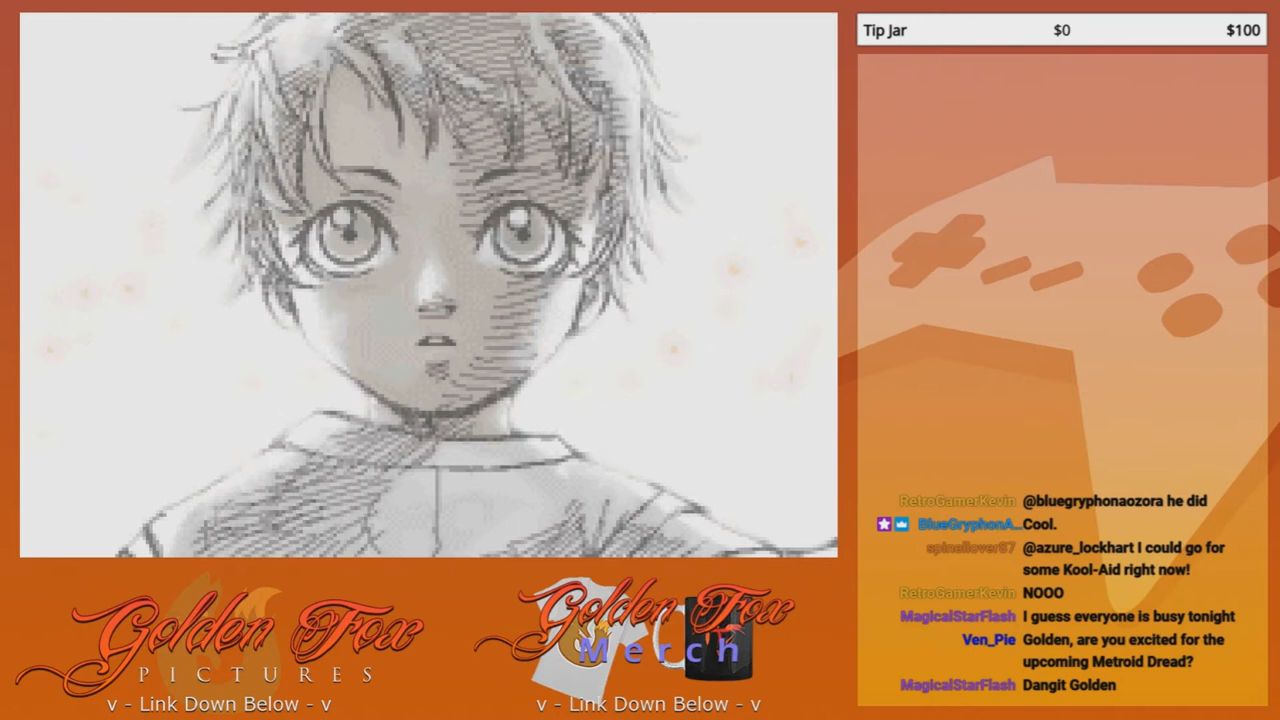 Tip Jar $0 $100
RetroGamerKevin @bluegryphonaozora he did
BlueGryphonA... Cool.
spinellover87 @azure_lockhart I could go for
some Kool-Aid right now!
RetroGamerKevin NOOO
MagicalStarFlash I guess everyone is busy tonight
Ven_Pie Golden, are you excited for the
upcoming Metroid Dread?
MagicalStarFlash Dangit Golden
Golden Fox
PICTURES
v - Link Down Below - v
Golden Fox
Merch
v - Link Down Below - v